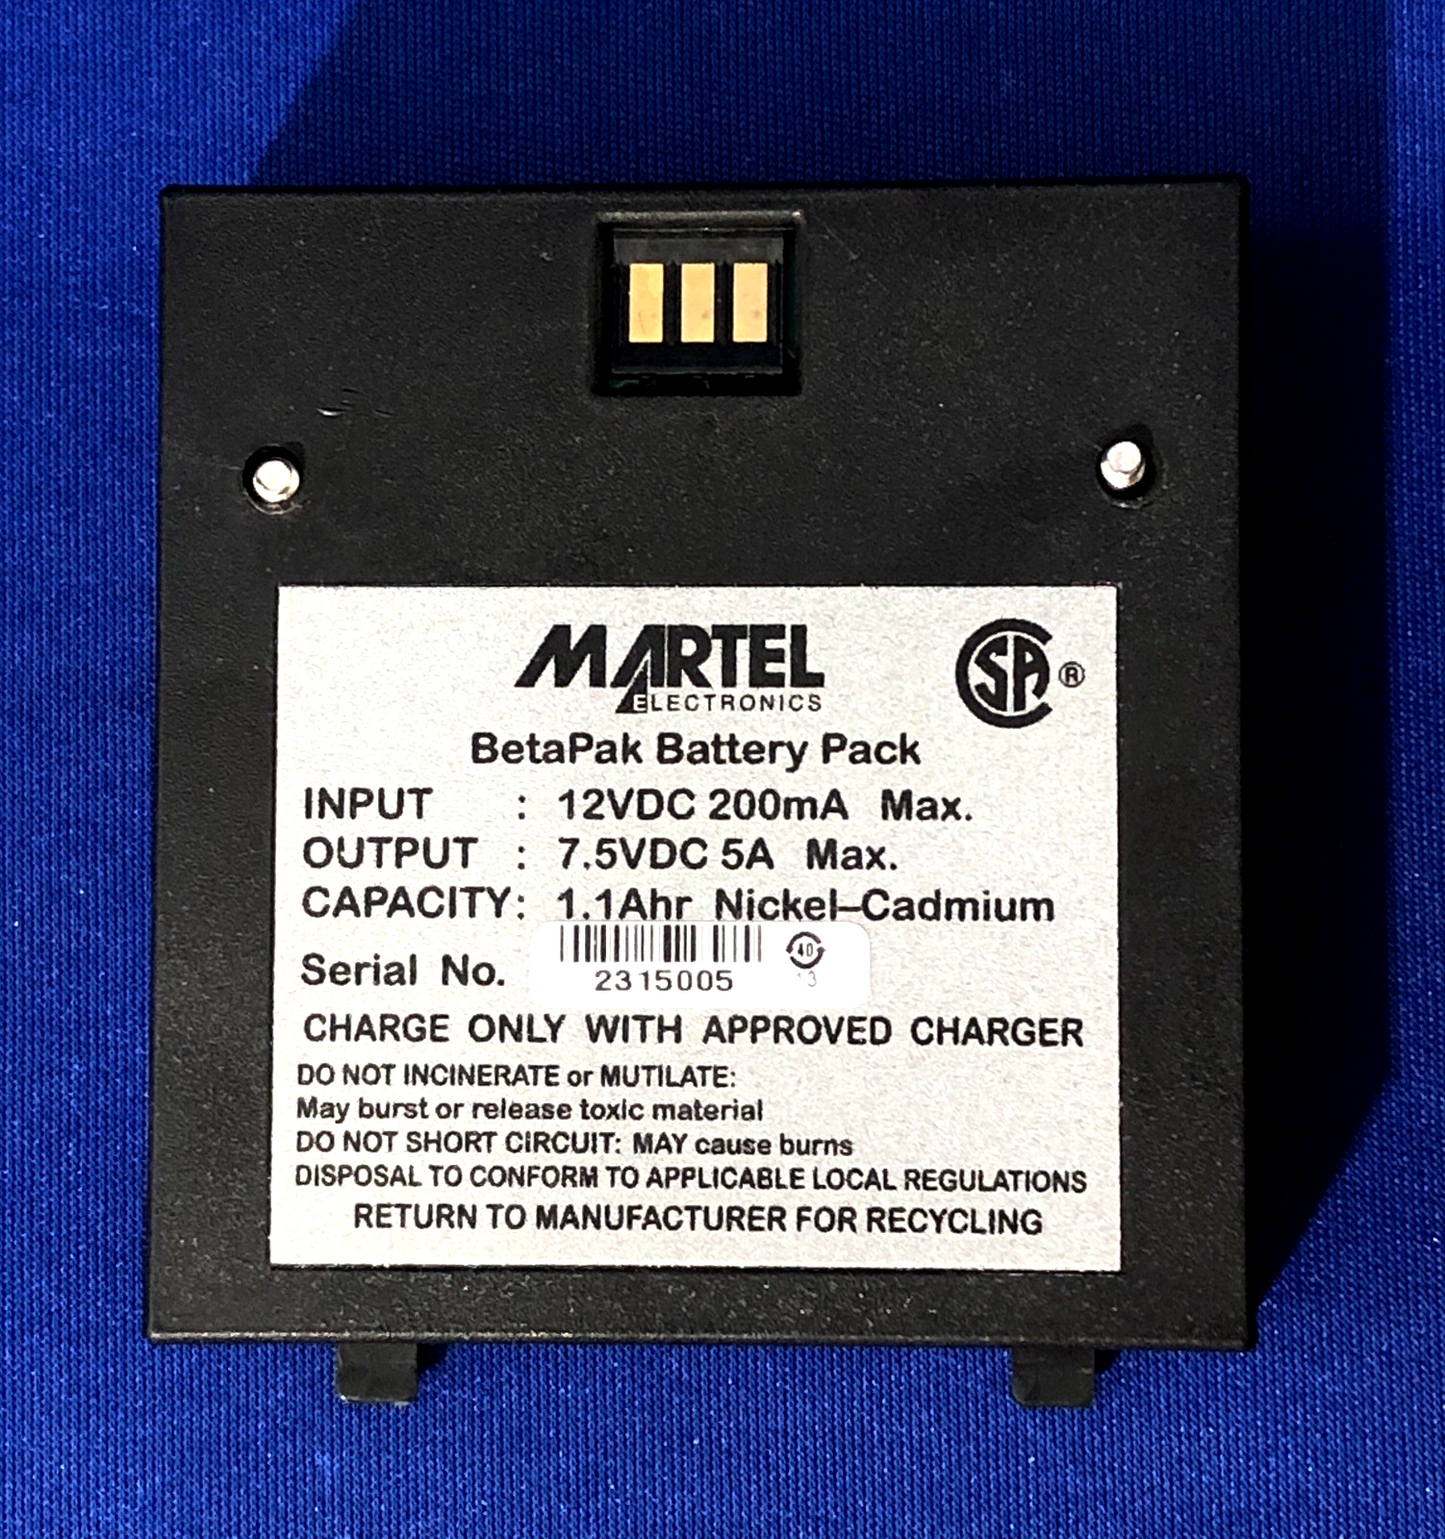 MARTEL
ELECTRONICS
SA ®
BetaPak Battery Pack
INPUT : 12VDC 200mA Max.
OUTPUT : 7.5VDC 5A Max.
CAPACITY: 1.1Ahr Nickel-Cadmium
Serial No. 2315005
40
13
CHARGE ONLY WITH APPROVED CHARGER
DO NOT INCINERATE or MUTILATE:
May burst or release toxic material
DO NOT SHORT CIRCUIT: MAY cause burns
DISPOSAL TO CONFORM TO APPLICABLE LOCAL REGULATIONS
RETURN TO MANUFACTURER FOR RECYCLING